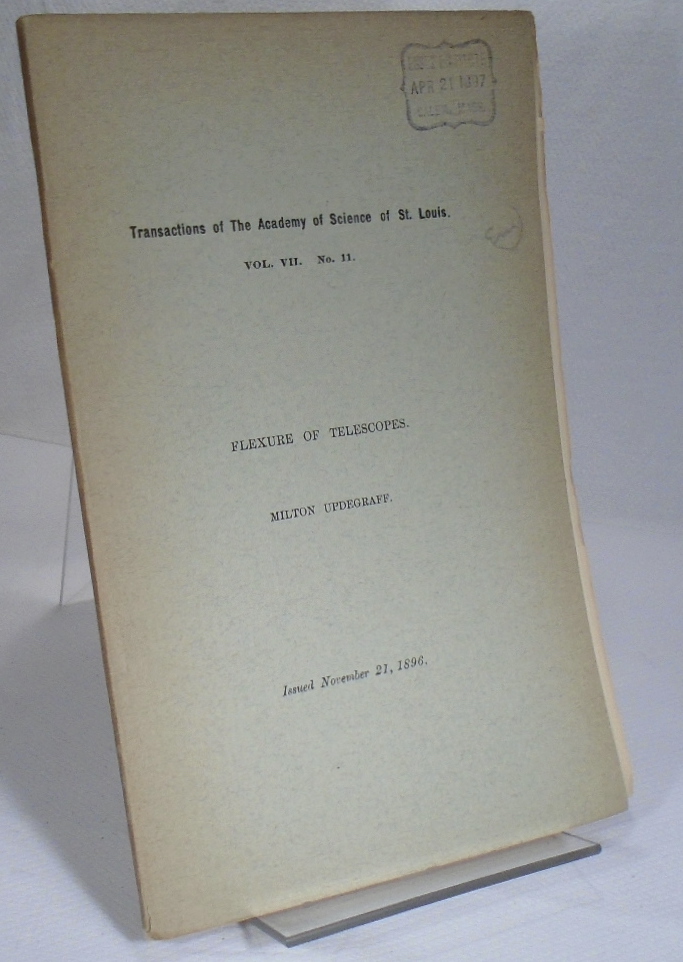 APR 21 1897
Transactions of The Academy of Science of St. Louis.
VOL. VII. No. 11.
FLEXURE OF TELESCOPES.
MILTON UPDEGRAFF.
Issued November 21, 1896.